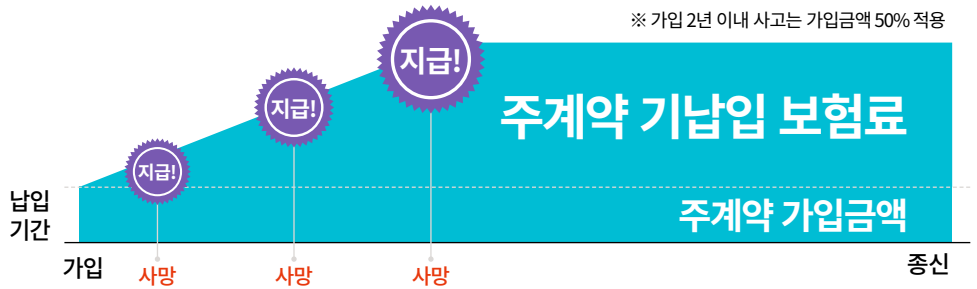 ※ 가입 2년 이내 사고는 가입금액 50% 적용
지급!
지급!
지급!
주계약 기납입 보험료
주계약 가입금액
납입
기간
가입
사망
사망
사망
종신